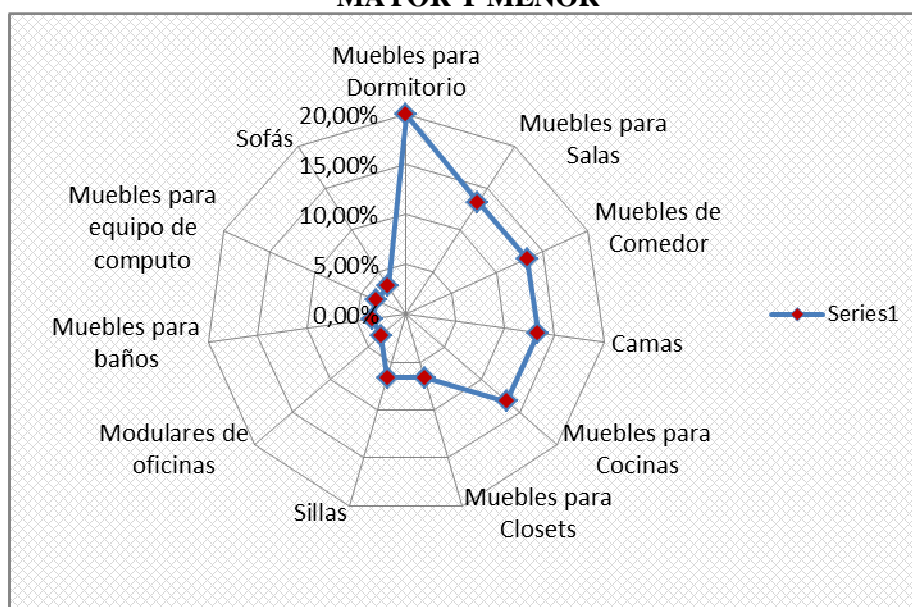 MAYOR Y MENOR
Muebles para
Dormitorio
Muebles para
Salas
Muebles de
Comedor
Camas
Muebles para
Cocinas
Muebles para
Closets
Sillas
Modulares de
oficinas
Muebles para
baños
Muebles para
equipo de
computo
Sofás
20,00%
15,00%
10,00%
5,00%
0,00%
Series1